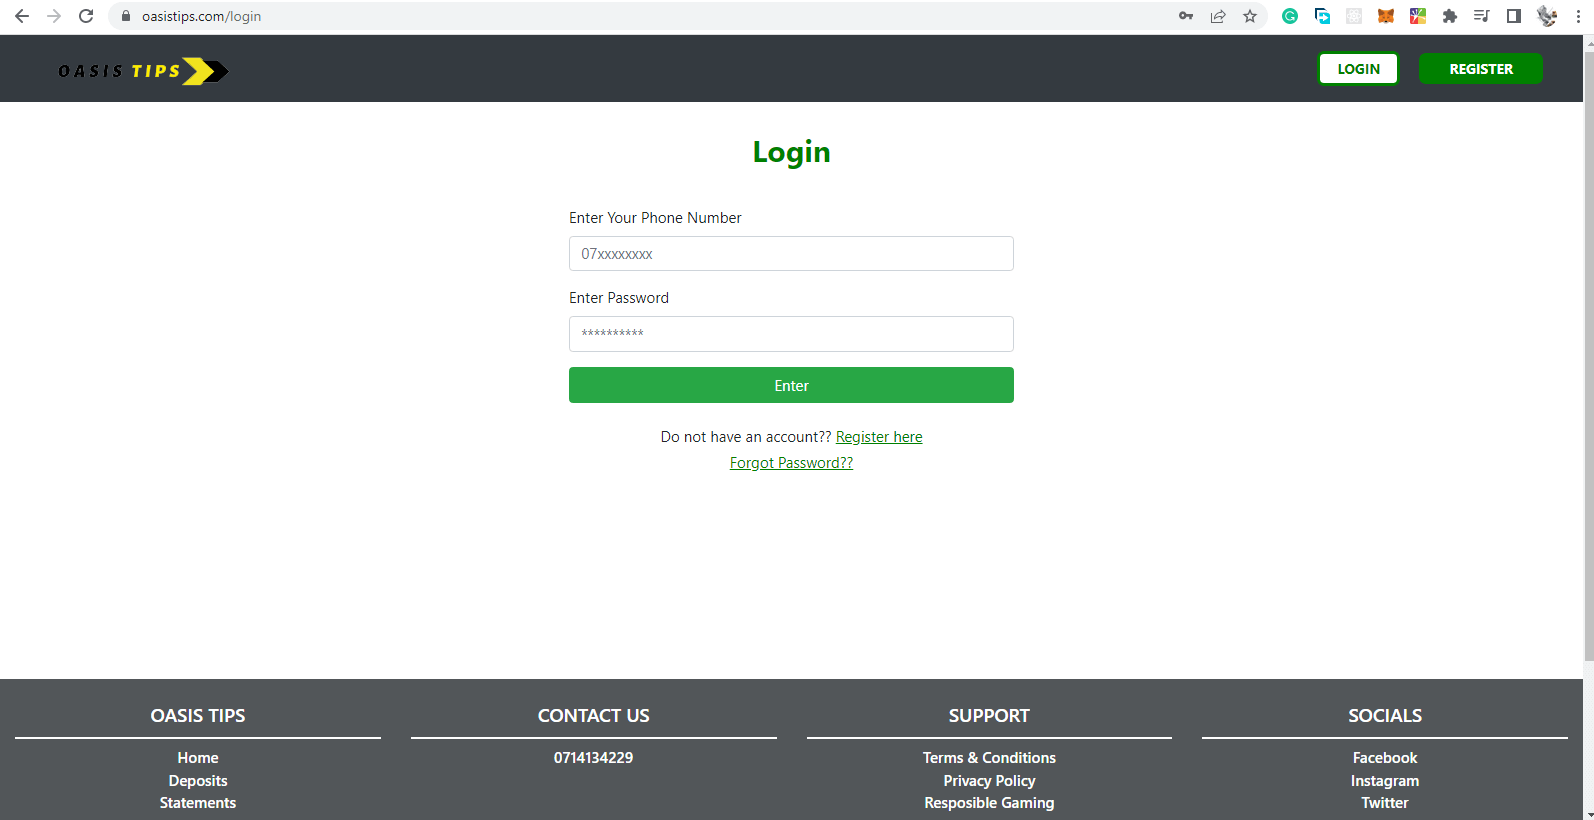 oasistips.com/login
OASIS TIPS
LOGIN
REGISTER
Login
Enter Your Phone Number
07xxxxxxxx
Enter Password
**********
Enter
Do not have an account?? Register here
Forgot Password??
OASIS TIPS
Home
Deposits
Statements
CONTACT US
0714134229
SUPPORT
Terms & Conditions
Privacy Policy
Resposible Gaming
SOCIALS
Facebook
Instagram
Twitter